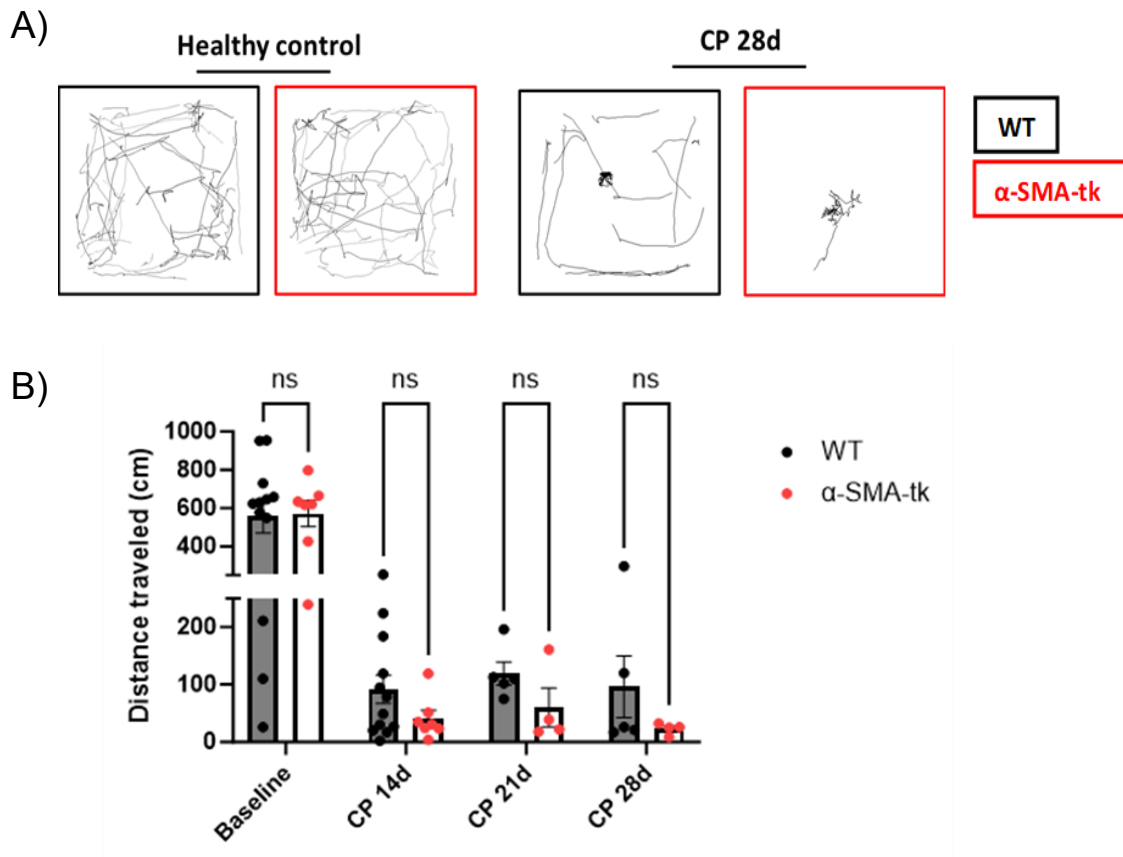 A)
Healthy control
CP 28d
WT
α-SMA-tk
B)
ns
ns
ns
ns
Distance traveled (cm)
1000
800
600
400
200
100
0
WT
α-SMA-tk
Baseline
CP 14d
CP 21d
CP 28d